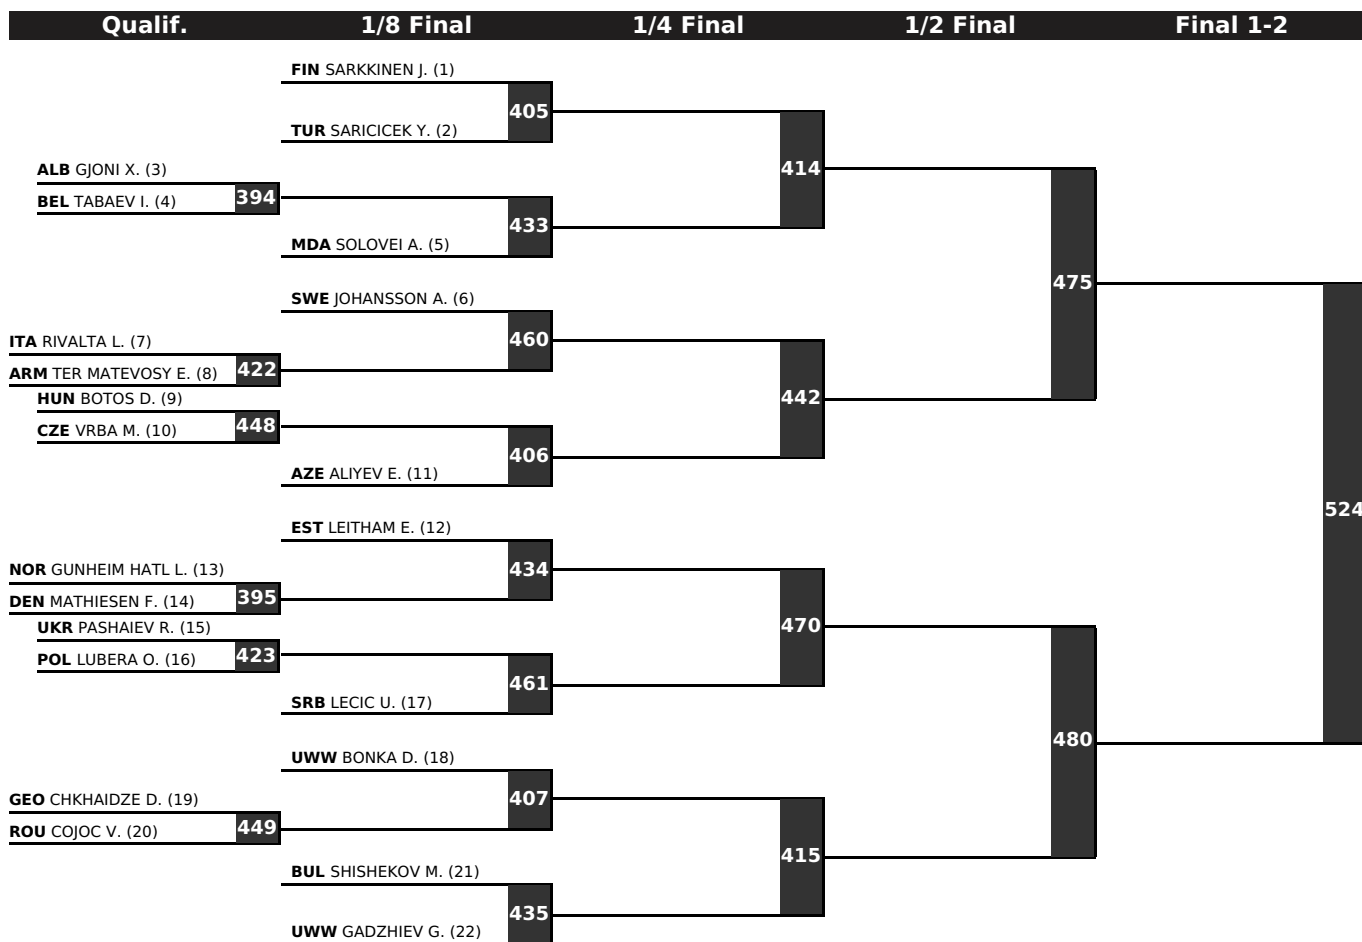 Qualif. 1/8 Final 1/4 Final 1/2 Final Final 1-2
FIN SARKKINEN J. (1)
405
TUR SARICICEK Y. (2)
414
ALB GJONI X. (3)
394
BEL TABAEV I. (4)
433
MDA SOLOVEI A. (5)
475
SWE JOHANSSON A. (6)
460
ITA RIVALTA L. (7)
422
ARM TER MATEVOSY E. (8)
442
HUN BOTOS D. (9)
448
CZE VRBA M. (10)
406
AZE ALIYEV E. (11)
524
EST LEITHAM E. (12)
434
NOR GUNHEIM HATL L. (13)
395
DEN MATHIESEN F. (14)
470
UKR PASHAIEV R. (15)
423
POL LUBERA O. (16)
461
SRB LECIC U. (17)
480
UWW BONKA D. (18)
407
GEO CHKHAIDZE D. (19)
449
ROU COJOC V. (20)
415
BUL SHISHEKOV M. (21)
435
UWW GADZHIEV G. (22)